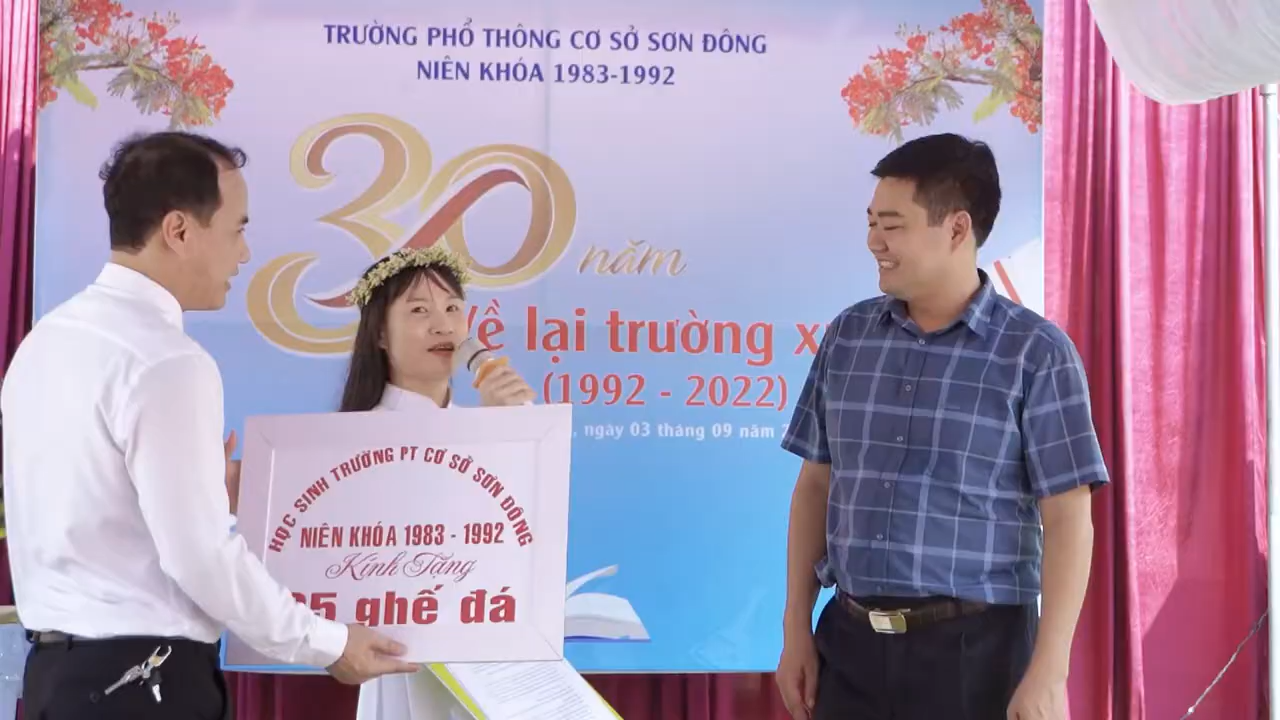 TRƯỜNG PHỔ THÔNG CƠ SỞ SƠN ĐÔNG
NIÊN KHÓA 1983-1992
30 năm
Về lại trường
(1992 - 2022)
, ngày 03 tháng 09 năm
HỌC SINH TRƯỜNG PT CƠ SỞ SƠN ĐÔNG
NIÊN KHÓA 1983 - 1992
Kính Tặng
ghế đá